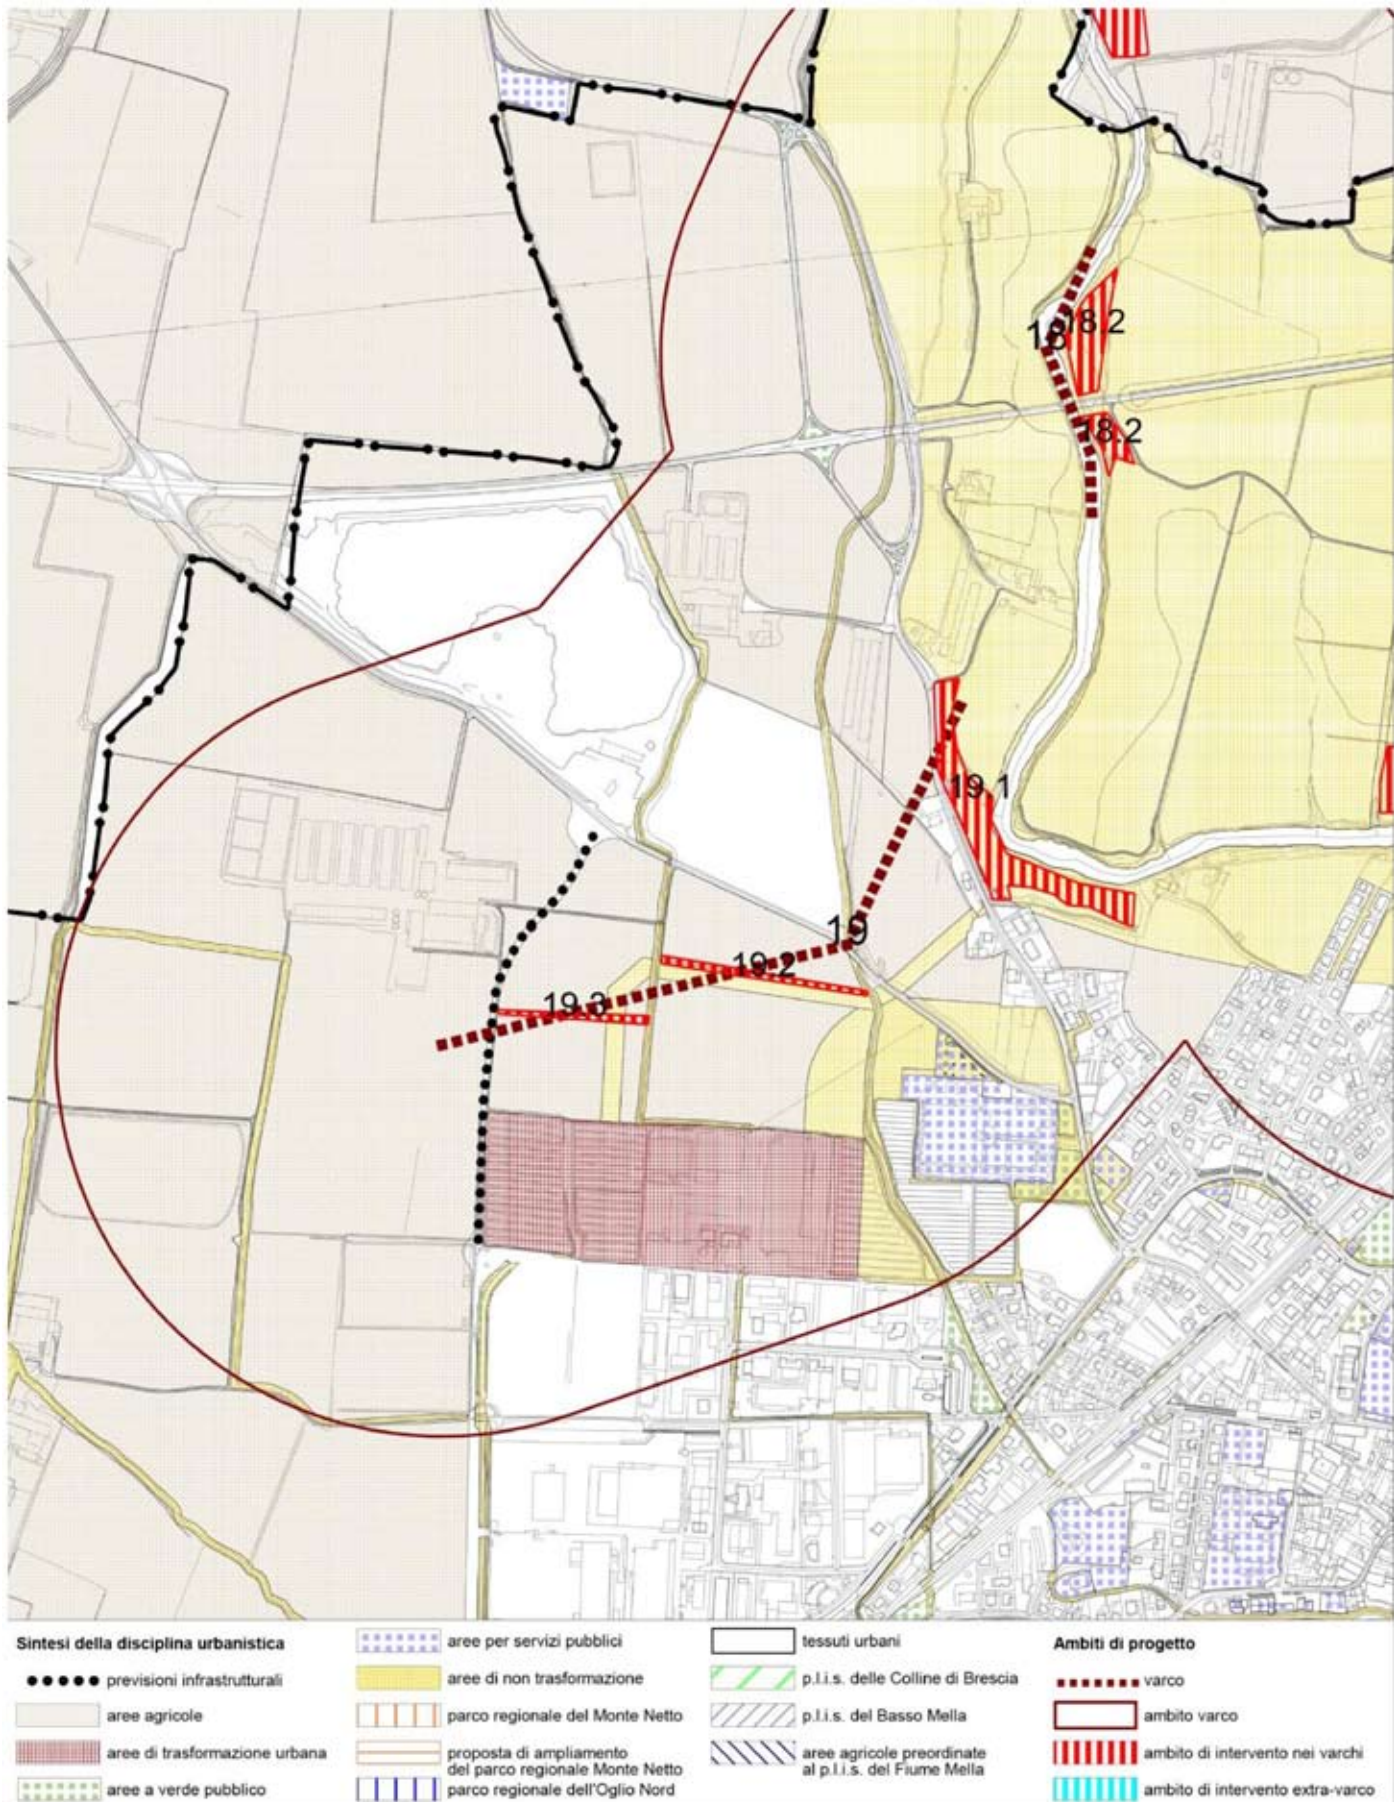 18.2
18
18.2
19.1
19
19.2
19.3
Sintesi della disciplina urbanistica
previsioni infrastrutturali
aree agricole
aree di trasformazione urbana
aree a verde pubblico
aree per servizi pubblici
aree di non trasformazione
parco regionale del Monte Netto
proposta di ampliamento
del parco regionale Monte Netto
parco regionale dell'Oglio Nord
tessuti urbani
p.l.i.s. delle Colline di Brescia
p.l.i.s. del Basso Mella
aree agricole preordinate
al p.l.i.s. del Fiume Mella
Ambiti di progetto
varco
ambito varco
ambito di intervento nei varchi
ambito di intervento extra-varco